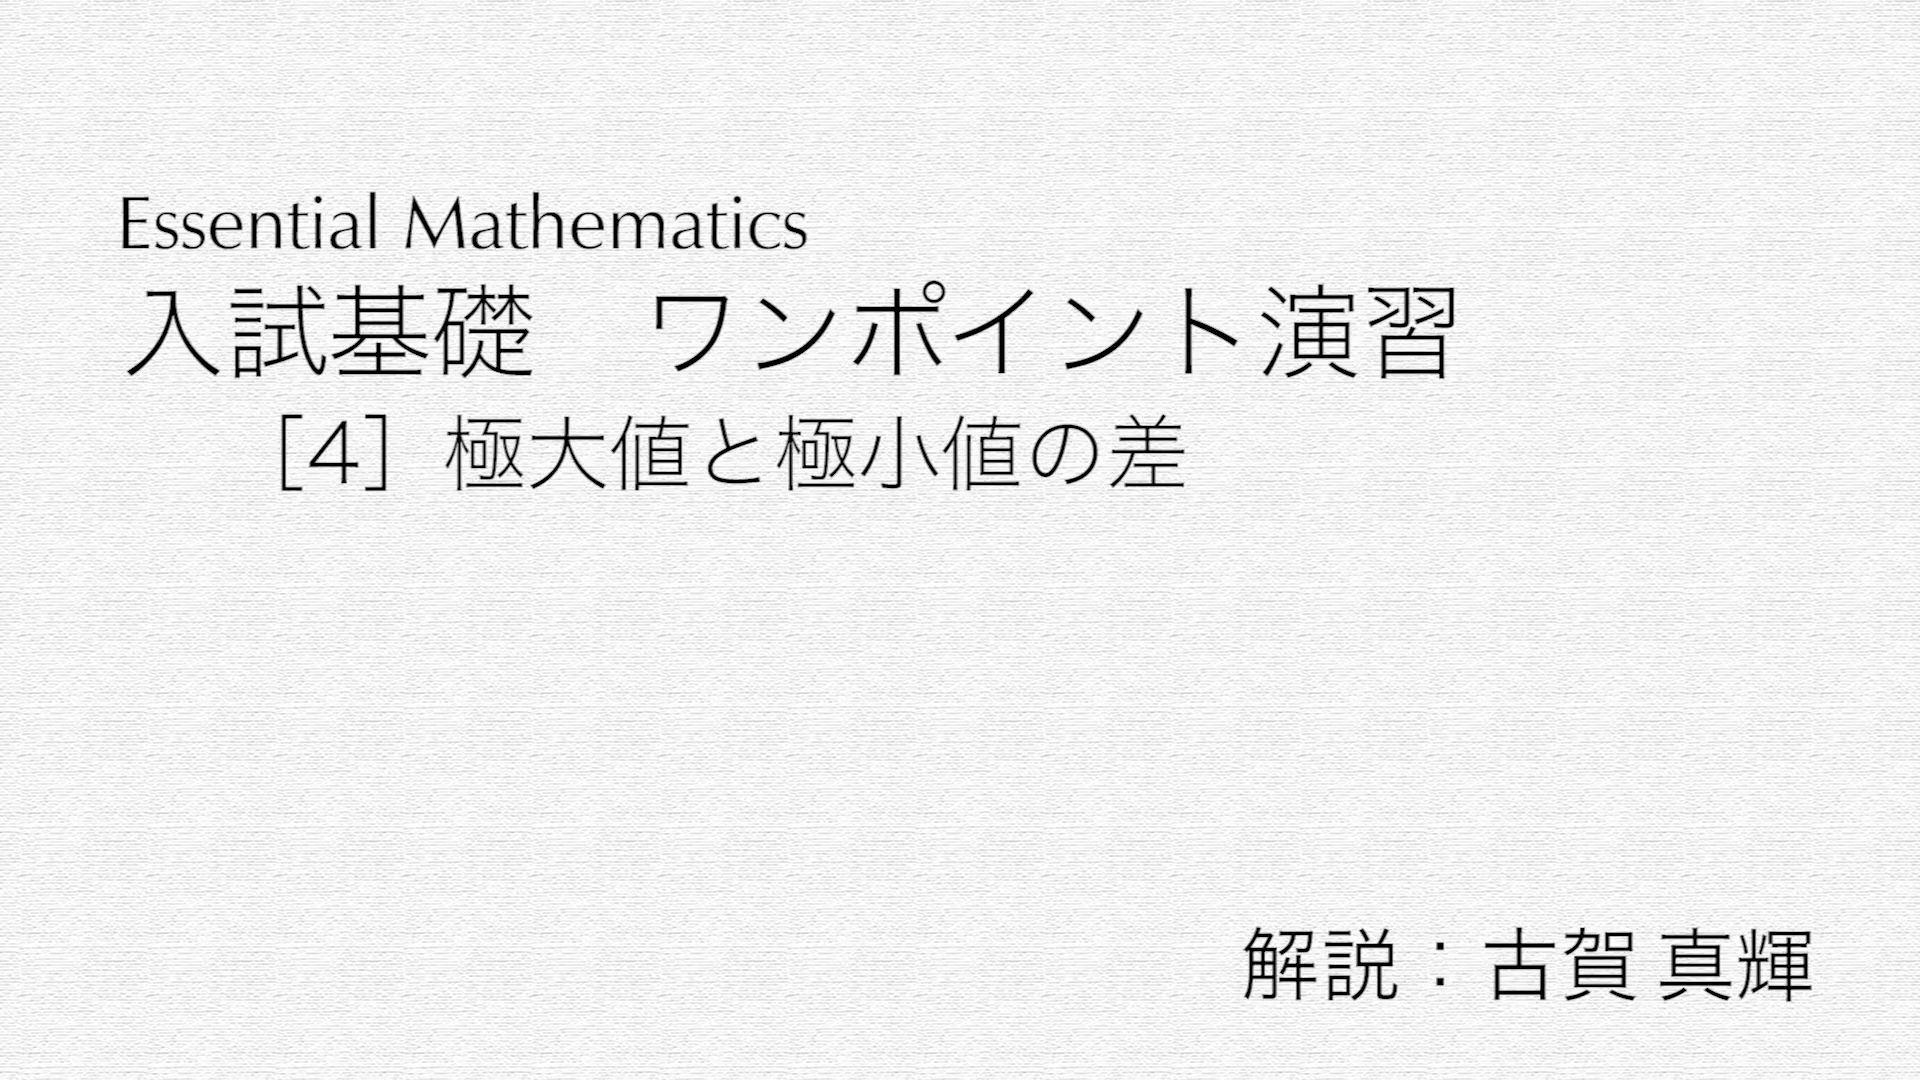 Essential Mathematics
入試基礎　ワンポイント演習
［4］極大値と極小値の差
解説：古賀 真輝